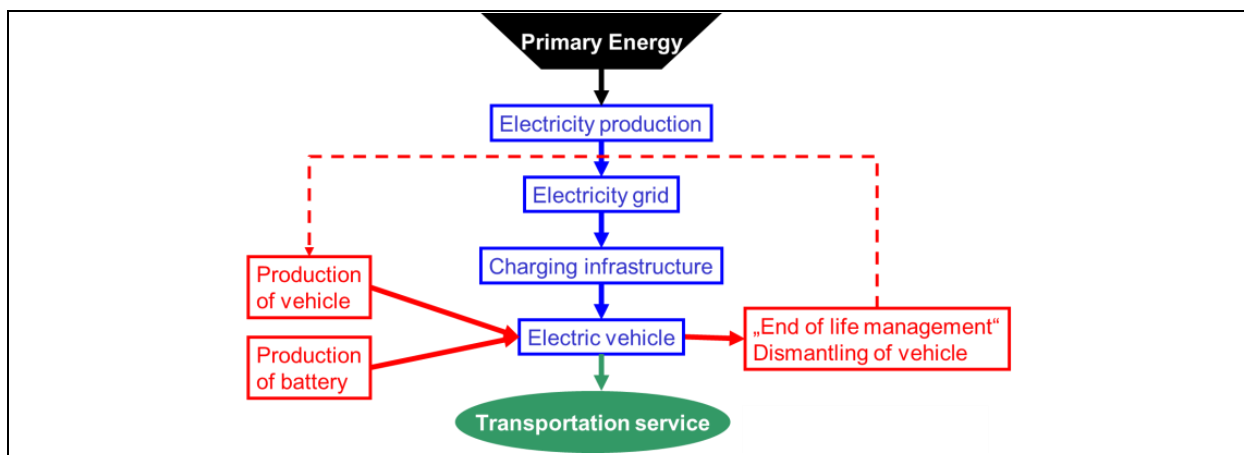 Primary Energy
Electricity production
Electricity grid
Charging infrastructure
Production
of vehicle
Electric vehicle
„End of life management“
Dismantling of vehicle
Production
of battery
Transportation service